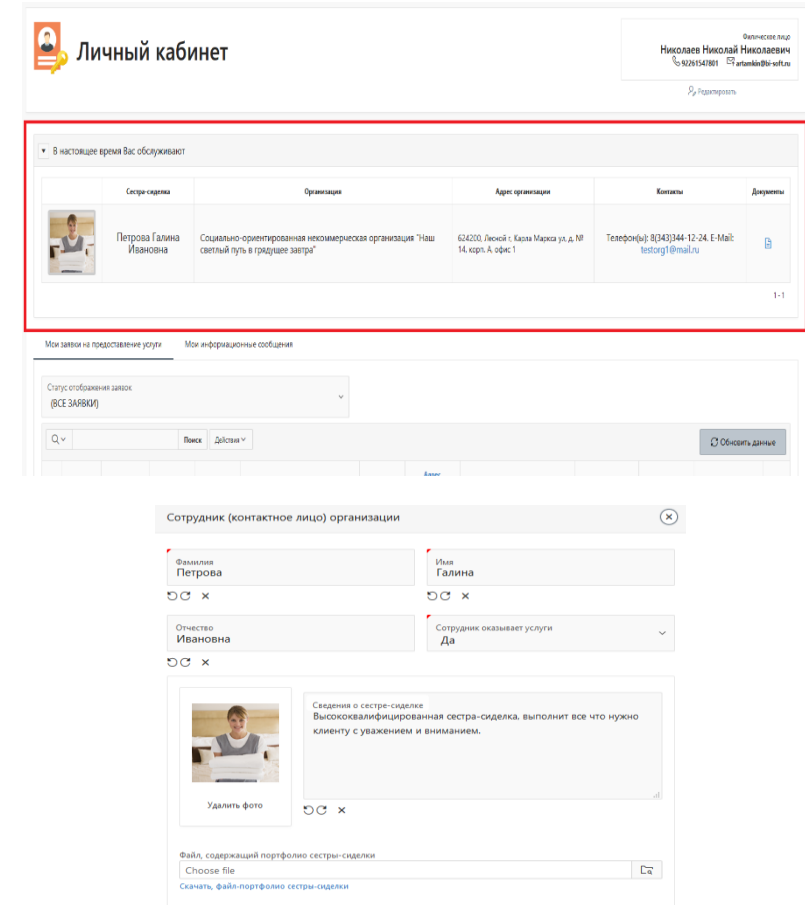 Физическое лицо
Личный кабинет
Николаев Николай Николаевич
92261547801 artamkin@bi-soft.ru
Редактировать
В настоящее время Вас обслуживают
Сестра-сиделка Организация Адрес организации Контакты Документы
Петрова Галина Ивановна
Социально-ориентированная некоммерческая организация "Наш
светлый путь в грядущее завтра"
624200, Лесной г, Карла Маркса ул, д. №
14, корп. А, офис 1
Телефон(ы): 8(343)344-12-24. E-Mail:
testorg1@mail.ru
1 - 1
Мои заявки на предоставление услуги Мои информационные сообщения
Статус отображения заявок
(ВСЕ ЗАЯВКИ)
Поиск Действия Обновить данные
Адрес
Сотрудник (контактное лицо) организации
Фамилия
Петрова
Имя
Галина
Отчество
Ивановна
Сотрудник оказывает услуги
Да
Сведения о сестре-сиделке
Высококвалифицированная сестра-сиделка, выполнит все что нужно
клиенту с уважением и вниманием.
Удалить фото
Файл, содержащий портфолио сестры-сиделки
Choose file
Скачать, файл-портфолио сестры-сиделки